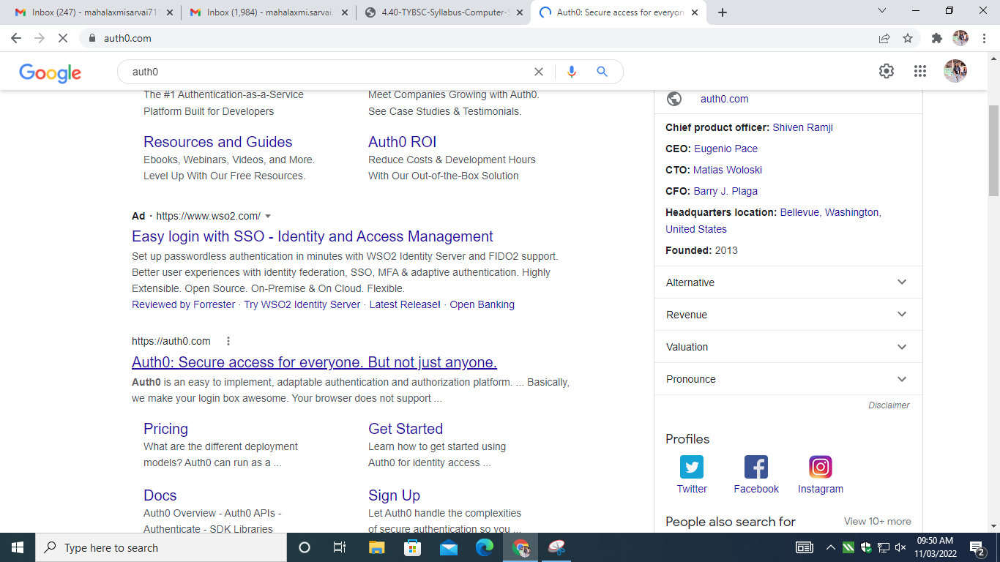 Inbox (247) - mahalaxmisarvai71
Inbox (1,984) - mahalaxmi.sarvai.
4.40-TYBSC-Syllabus-Computer-S
Auth0: Secure access for everyon
auth0.com
Google
auth0
The #1 Authentication-as-a-Service
Platform Built for Developers
Meet Companies Growing with Auth0.
See Case Studies & Testimonials.
Resources and Guides
Ebooks, Webinars, Videos, and More.
Level Up With Our Free Resources.
Auth0 ROI
Reduce Costs & Development Hours
With Our Out-of-the-Box Solution
Ad · https://www.wso2.com/
Easy login with SSO - Identity and Access Management
Set up passwordless authentication in minutes with WSO2 Identity Server and FIDO2 support.
Better user experiences with identity federation, SSO, MFA & adaptive authentication. Highly
Extensible. Open Source. On-Premise & On Cloud. Flexible.
Reviewed by Forrester · Try WSO2 Identity Server · Latest Release! · Open Banking
https://auth0.com
Auth0: Secure access for everyone. But not just anyone.
Auth0 is an easy to implement, adaptable authentication and authorization platform. ... Basically,
we make your login box awesome. Your browser does not support ...
Pricing
What are the different deployment
models? Auth0 can run as a ...
Get Started
Learn how to get started using
Auth0 for identity access ...
Docs
Auth0 Overview - Auth0 APIs -
Authenticate - SDK Libraries
Sign Up
Let Auth0 handle the complexities
of secure authentication so you ...
auth0.com
Chief product officer: Shiven Ramji
CEO: Eugenio Pace
CTO: Matias Woloski
CFO: Barry J. Plaga
Headquarters location: Bellevue, Washington,
United States
Founded: 2013
Alternative
Revenue
Valuation
Pronounce
Disclaimer
Profiles
Twitter
Facebook
Instagram
People also search for
View 10+ more
Type here to search
09:50 AM
11/03/2022
2